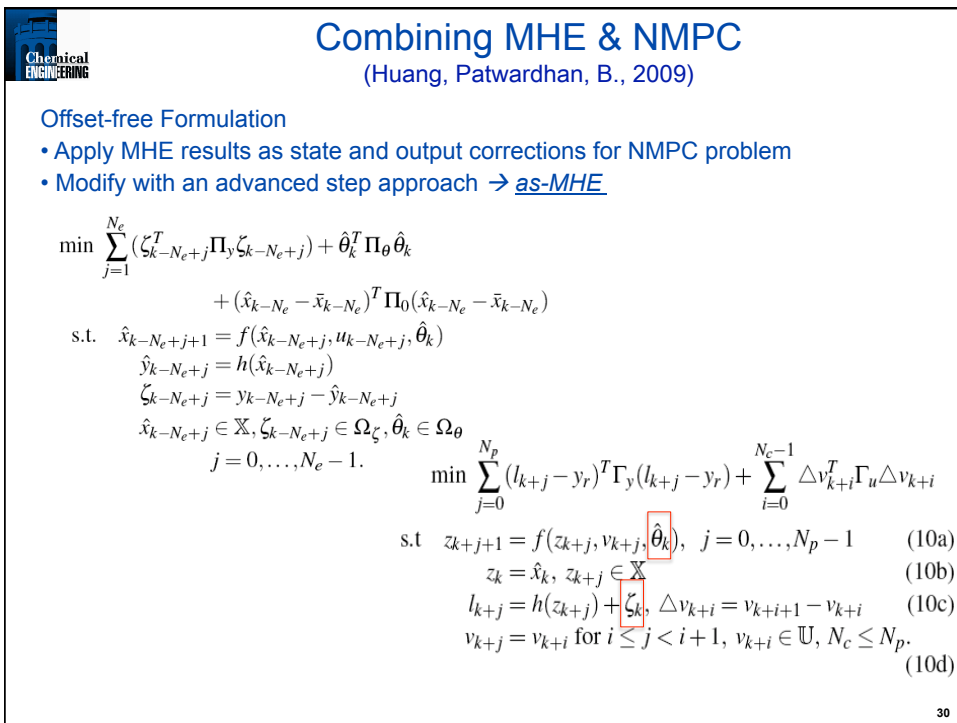 Chemical
ENGINEERING
Combining MHE & NMPC
(Huang, Patwardhan, B., 2009)
Offset-free Formulation
• Apply MHE results as state and output corrections for NMPC problem
• Modify with an advanced step approach → as-MHE
min ∑_{j=1}^{N_e} (ζ^T_{k−N_e+j} Π_y ζ_{k−N_e+j}) + θ̂_k^T Π_θ θ̂_k
+ (x̂_{k−N_e} − x̄_{k−N_e})^T Π_0 (x̂_{k−N_e} − x̄_{k−N_e})
s.t. x̂_{k−N_e+j+1} = f(x̂_{k−N_e+j}, u_{k−N_e+j}, θ̂_k)
ŷ_{k−N_e+j} = h(x̂_{k−N_e+j})
ζ_{k−N_e+j} = y_{k−N_e+j} − ŷ_{k−N_e+j}
x̂_{k−N_e+j} ∈ 𝕏, ζ_{k−N_e+j} ∈ Ω_ζ, θ̂_k ∈ Ω_θ
j = 0, …, N_e − 1.
min ∑_{j=0}^{N_p} (l_{k+j} − y_r)^T Γ_y (l_{k+j} − y_r) + ∑_{i=0}^{N_c−1} △v^T_{k+i} Γ_u △v_{k+i}
s.t z_{k+j+1} = f(z_{k+j}, v_{k+j}, θ̂_k), j = 0, …, N_p − 1 (10a)
z_k = x̂_k, z_{k+j} ∈ 𝕏 (10b)
l_{k+j} = h(z_{k+j}) + ζ_k, △v_{k+i} = v_{k+i+1} − v_{k+i} (10c)
v_{k+j} = v_{k+i} for i ≤ j < i + 1, v_{k+i} ∈ 𝕌, N_c ≤ N_p.
(10d)
30